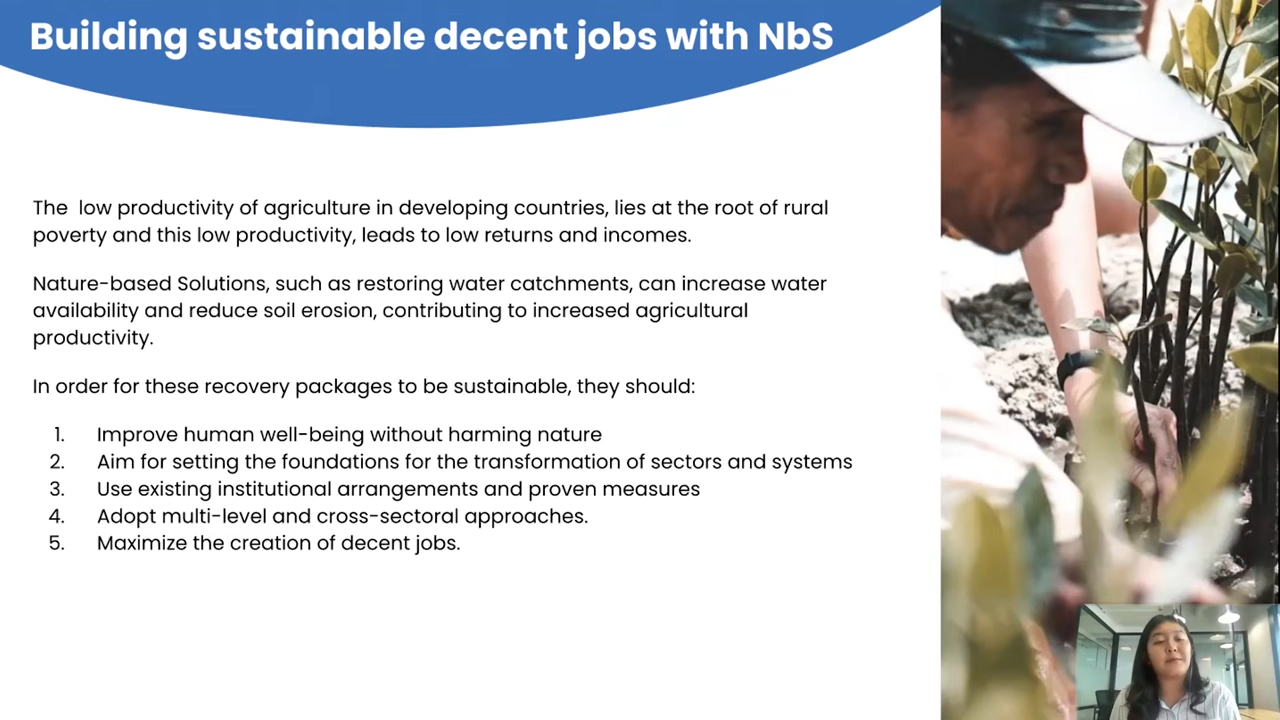 Building sustainable decent jobs with NbS
The low productivity of agriculture in developing countries, lies at the root of rural
poverty and this low productivity, leads to low returns and incomes.
Nature-based Solutions, such as restoring water catchments, can increase water
availability and reduce soil erosion, contributing to increased agricultural
productivity.
In order for these recovery packages to be sustainable, they should:
1. Improve human well-being without harming nature
2. Aim for setting the foundations for the transformation of sectors and systems
3. Use existing institutional arrangements and proven measures
4. Adopt multi-level and cross-sectoral approaches.
5. Maximize the creation of decent jobs.